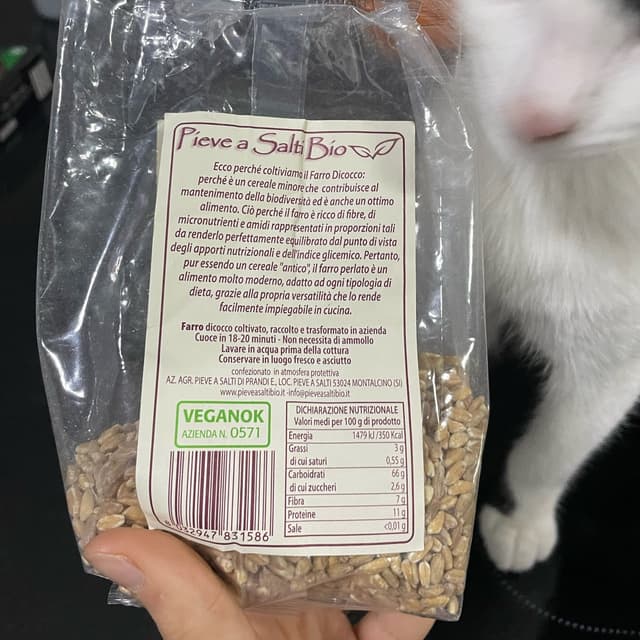 Pieve a Salti Bio
Ecco perché coltiviamo il Farro Dicocco:
perché è un cereale minore che contribuisce al
mantenimento della biodiversità ed è anche un ottimo
alimento. Ciò perché il farro è ricco di fibre, di
micronutrienti e amidi rappresentati in proporzioni tali
da renderlo perfettamente equilibrato dal punto di vista
degli apporti nutrizionali e dell'indice glicemico. Pertanto,
pur essendo un cereale "antico", il farro perlato è un
alimento molto moderno, adatto ad ogni tipologia di
dieta, grazie alla propria versatilità che lo rende
facilmente impiegabile in cucina.
Farro dicocco coltivato, raccolto e trasformato in azienda
Cuoce in 18-20 minuti - Non necessita di ammollo
Lavare in acqua prima della cottura
Conservare in luogo fresco e asciutto
confezionato in atmosfera protettiva
AZ. AGR. PIEVE A SALTI DI PRANDI E., LOC. PIEVE A SALTI 53024 MONTALCINO (SI)
www.pieveasaltibio.it -info@pieveasaltibio.it
VEGANOK
AZIENDA N. 0571
8 032947 831586
DICHIARAZIONE NUTRIZIONALE
Valori medi per 100 g di prodotto
Energia 1479 kJ/350 Kcal
Grassi 3 g
di cui saturi 0,55 g
Carboidrati 66 g
di cui zuccheri 2,6 g
Fibra 7 g
Proteine 11 g
Sale <0,01 g